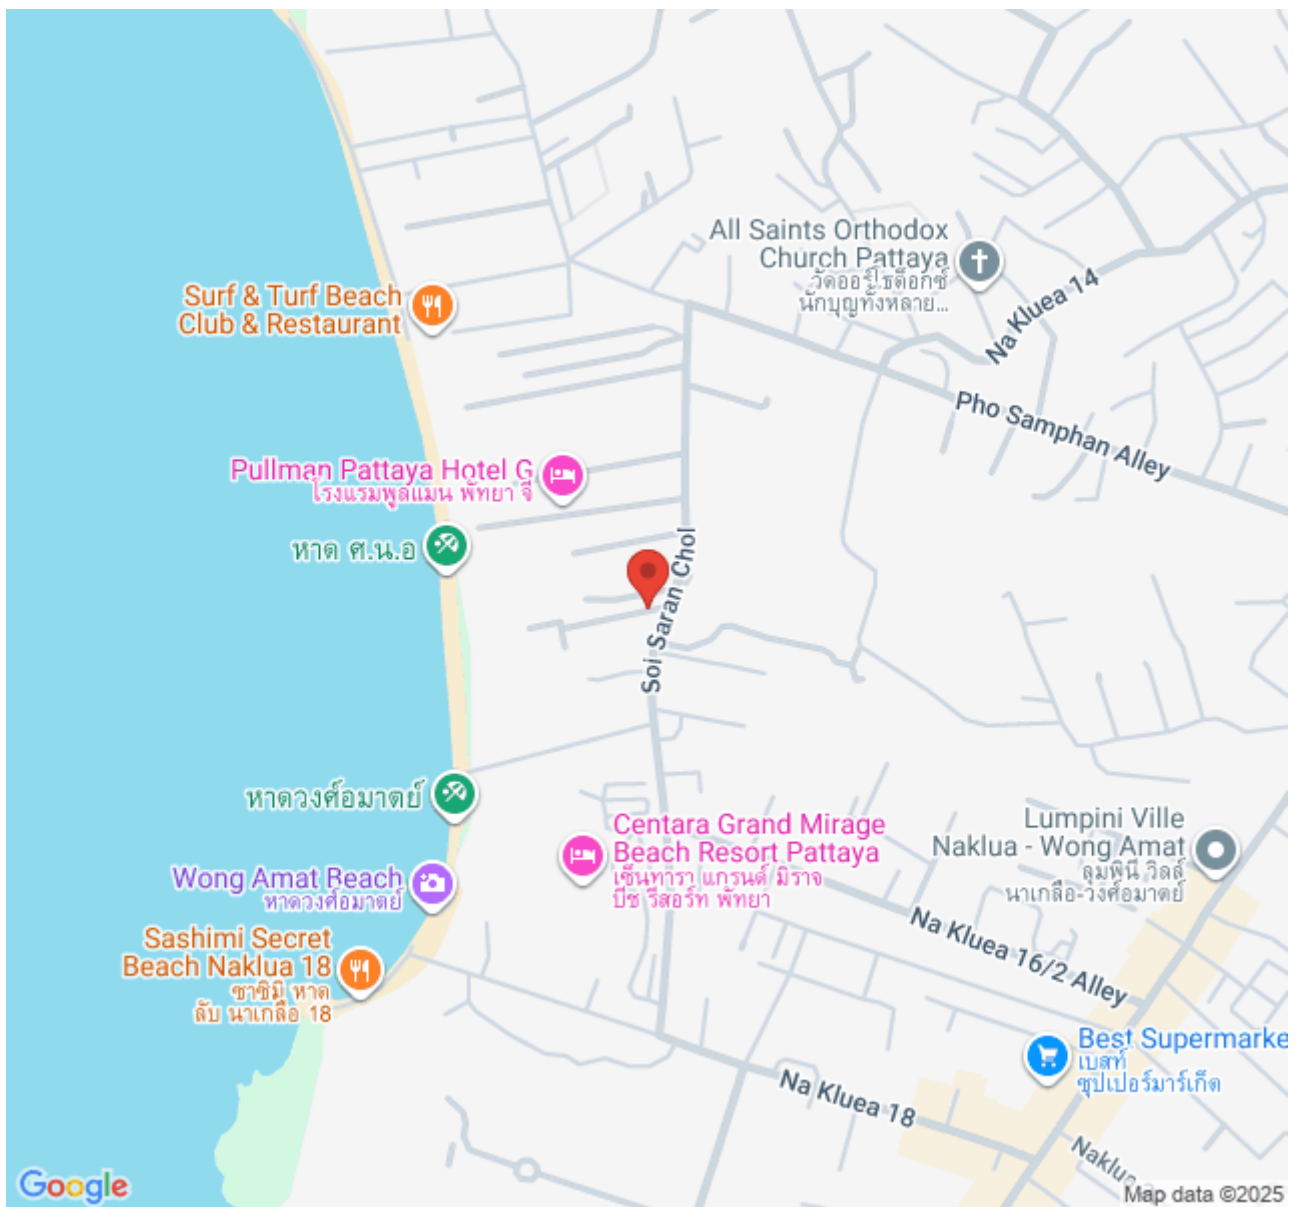 All Saints Orthodox
Church Pattaya
วัดออร์โธด็อกซ์
นักบุญทั้งหลาย...
Na Kluea 14
Surf & Turf Beach
Club & Restaurant
Pho Samphan Alley
Pullman Pattaya Hotel G
โรงแรมพูลแมน พัทยา จี
หาด ศ.น.อ
Soi Saran Chol
หาดวงศ์อมาตย์
Centara Grand Mirage
Beach Resort Pattaya
เซ็นทารา แกรนด์ มิราจ
บีช รีสอร์ท พัทยา
Lumpini Ville
Naklua - Wong Amat
ลุมพินี วิลล์
นาเกลือ-วงศ์อมาตย์
Wong Amat Beach
หาดวงศ์อมาตย์
Sashimi Secret
Beach Naklua 18
ซาชิมิ หาด
ลับ นาเกลือ 18
Na Kluea 16/2 Alley
Best Supermarke
เบสท์
ซุปเปอร์มาร์เก็ต
Na Kluea 18
Naklua
Google
Map data ©2025